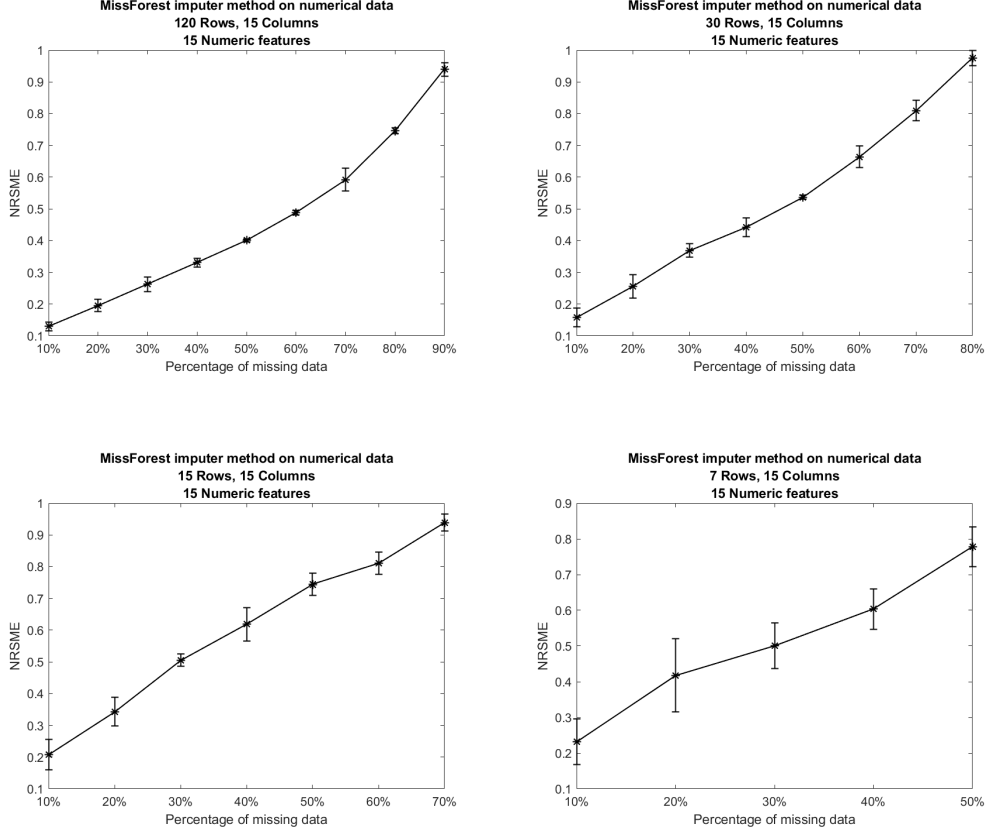 MissForest imputer method on numerical data
120 Rows, 15 Columns
15 Numeric features
1
0.9
0.8
0.7
0.6
0.5
0.4
0.3
0.2
0.1
NRSME
10% 20% 30% 40% 50% 60% 70% 80% 90%
Percentage of missing data
MissForest imputer method on numerical data
30 Rows, 15 Columns
15 Numeric features
1
0.9
0.8
0.7
0.6
0.5
0.4
0.3
0.2
0.1
NRSME
10% 20% 30% 40% 50% 60% 70% 80%
Percentage of missing data
MissForest imputer method on numerical data
15 Rows, 15 Columns
15 Numeric features
1
0.9
0.8
0.7
0.6
0.5
0.4
0.3
0.2
0.1
NRSME
10% 20% 30% 40% 50% 60% 70%
Percentage of missing data
MissForest imputer method on numerical data
7 Rows, 15 Columns
15 Numeric features
0.9
0.8
0.7
0.6
0.5
0.4
0.3
0.2
0.1
NRSME
10% 20% 30% 40% 50%
Percentage of missing data